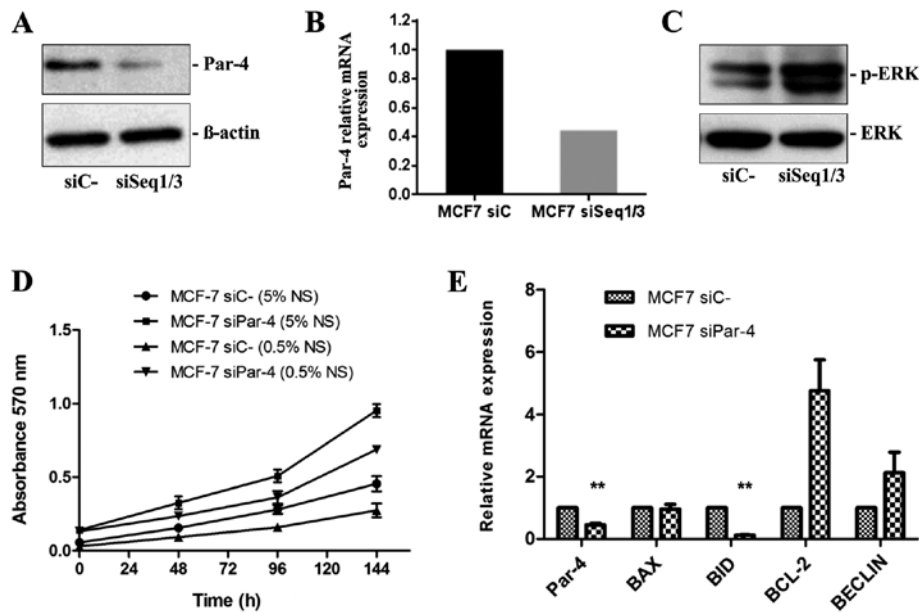 A
- Par-4
- ß-actin
siC- siSeq1/3
B
Par-4 relative mRNA
expression
1.2
1.0
0.8
0.6
0.4
0.2
0.0
MCF7 siC MCF7 siSeq1/3
C
- p-ERK
- ERK
siC- siSeq1/3
D
MCF-7 siC- (5% NS)
MCF-7 siPar-4 (5% NS)
MCF-7 siC- (0.5% NS)
MCF-7 siPar-4 (0.5% NS)
Absorbance 570 nm
1.5
1.0
0.5
0.0
0 24 48 72 96 120 144
Time (h)
E
MCF7 siC-
MCF7 siPar-4
Relative mRNA expression
8
6
4
2
0
** **
Par-4 BAX BID BCL-2 BECLIN